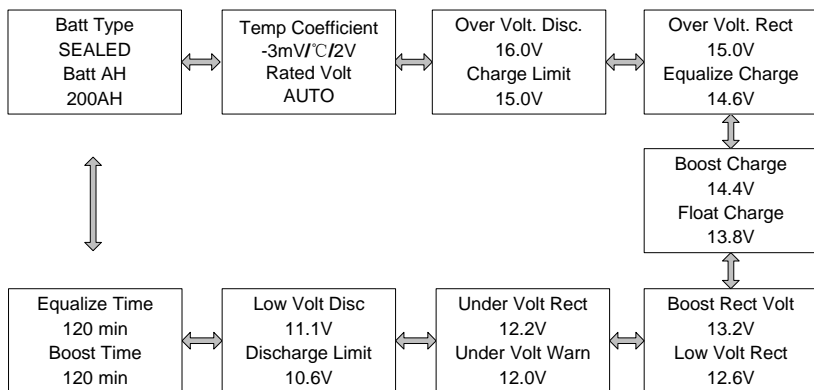 Batt Type
SEALED
Batt AH
200AH
Temp Coefficient
-3mV/℃/2V
Rated Volt
AUTO
Over Volt. Disc.
16.0V
Charge Limit
15.0V
Over Volt. Rect
15.0V
Equalize Charge
14.6V
Boost Charge
14.4V
Float Charge
13.8V
Boost Rect Volt
13.2V
Low Volt Rect
12.6V
Under Volt Rect
12.2V
Under Volt Warn
12.0V
Low Volt Disc
11.1V
Discharge Limit
10.6V
Equalize Time
120 min
Boost Time
120 min